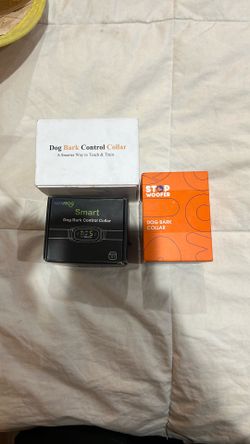 Dog Bark Control Collar
A Smarter Way to Teach & Train
Smart
Dog Bark Control Collar
STOP
WOOFER
DOG BARK
COLLAR